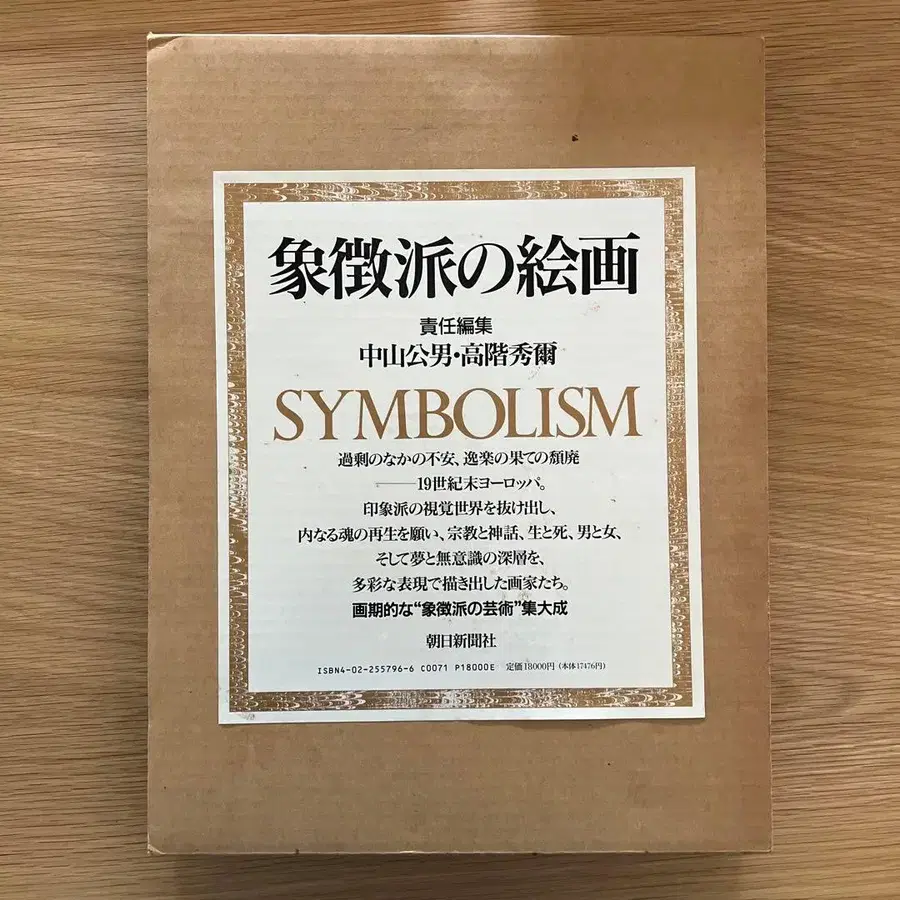 象徴派の絵画
責任編集
中山公男・高階秀爾
SYMBOLISM
過剰のなかの不安、逸楽の果ての頽廃
――19世紀末ヨーロッパ。
印象派の視覚世界を抜け出し、
内なる魂の再生を願い、宗教と神話、生と死、男と女、
そして夢と無意識の深層を、
多彩な表現で描き出した画家たち。
画期的な“象徴派の芸術”集大成
朝日新聞社
ISBN4-02-255796-6 C0071 P18000E 定価18000円（本体17476円）